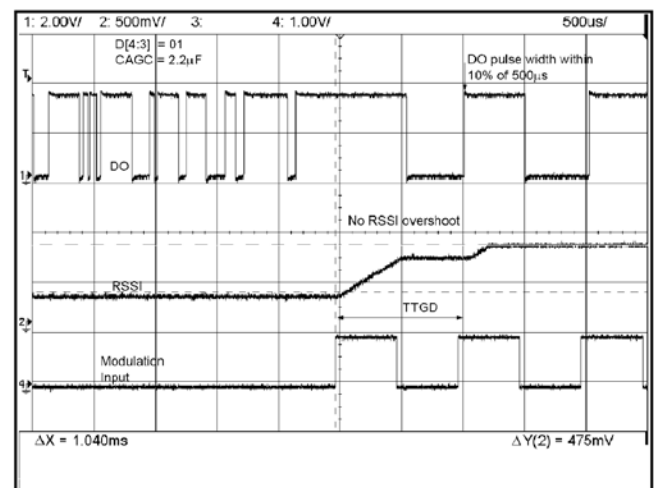 1: 2.00V/ 2: 500mV/ 3: 4: 1.00V/ 500us/
D[4:3] = 01
CAGC = 2.2μF
DO pulse width within
10% of 500μs
T
DO
1
No RSSI overshoot
RSSI
TTGD
2
Modulation
Input
4
ΔX = 1.040ms ΔY(2) = 475mV